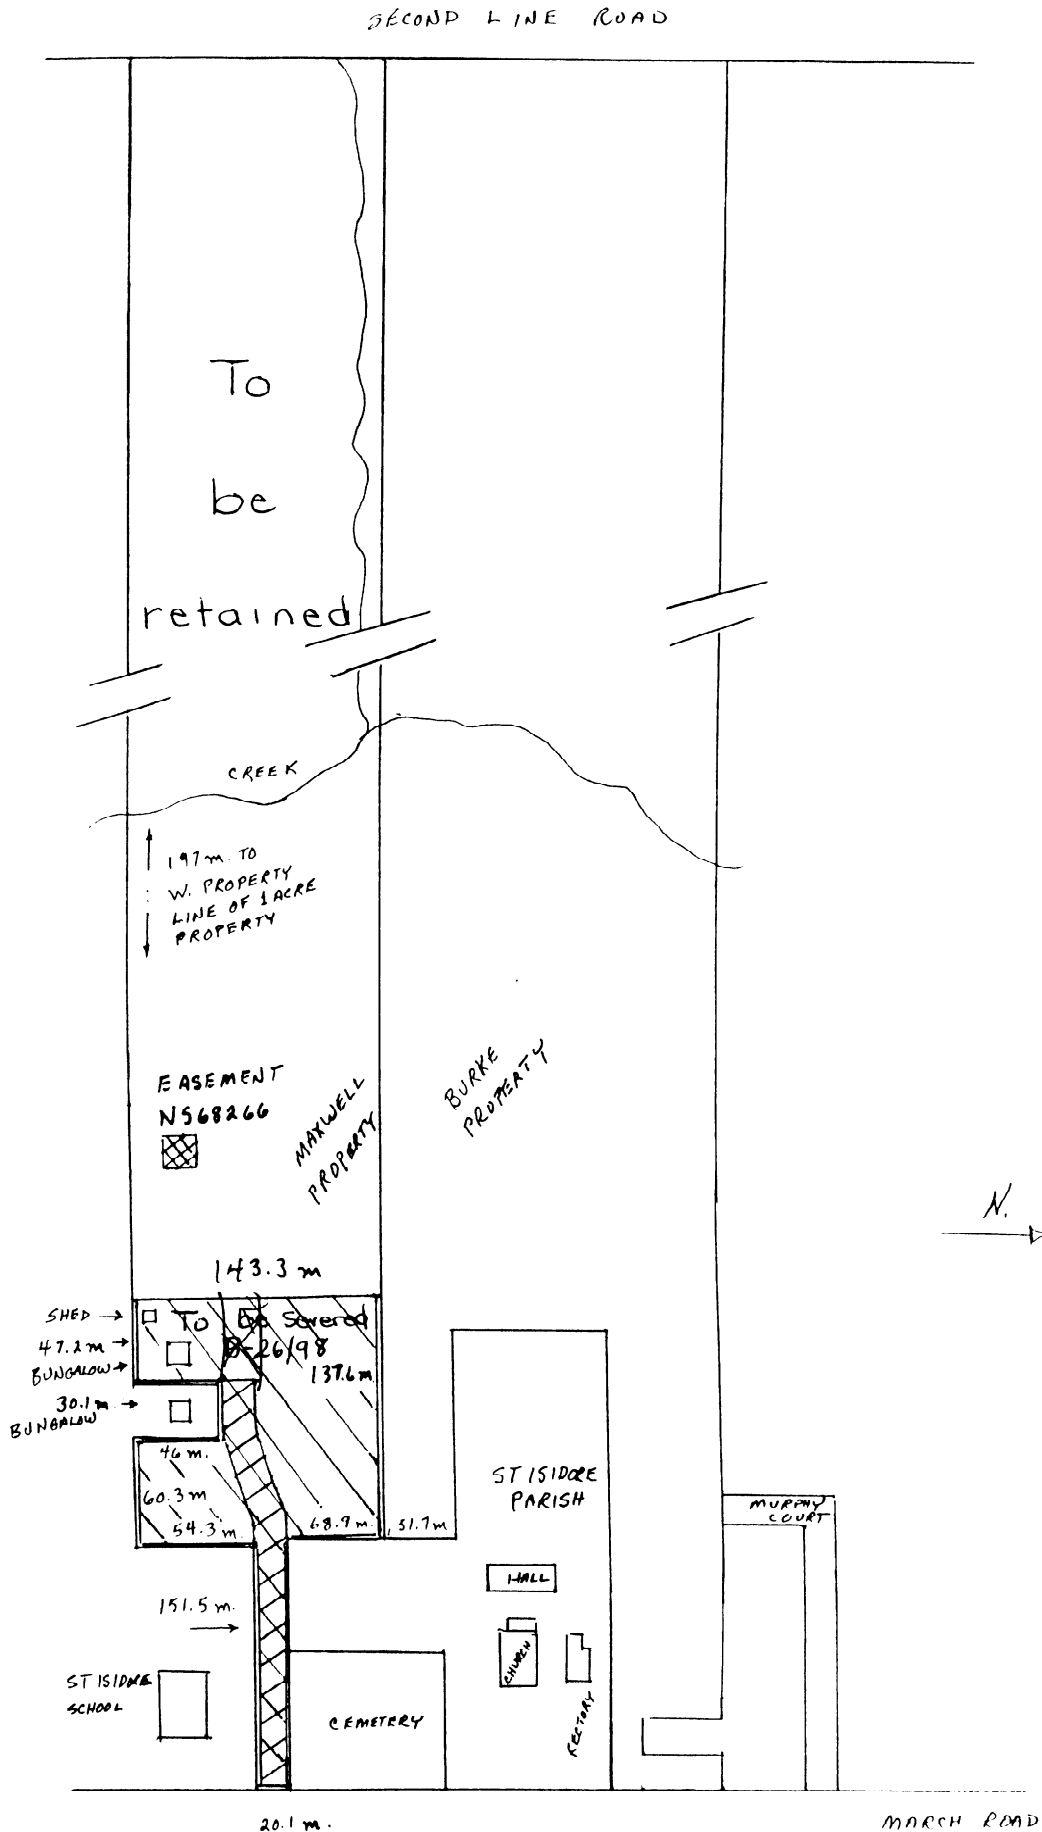 SECOND LINE ROAD
To
be
retained
CREEK
197 m. TO
W. PROPERTY
LINE OF 1 ACRE
PROPERTY
EASEMENT
NS68266
MAXWELL
PROPERTY
BURKE
PROPERTY
N.
143.3 m
SHED
To be Severed
47.2 m
B-26/98
BUNGALOW
137.6 m
30.1 m
BUNGALOW
46 m.
60.3 m
54.3 m.
68.9 m.
31.7 m
ST ISIDORE
PARISH
MURPHY
COURT
HALL
151.5 m.
CHURCH
ST ISIDORE
SCHOOL
CEMETERY
RECTORY
20.1 m.
MARCH ROAD